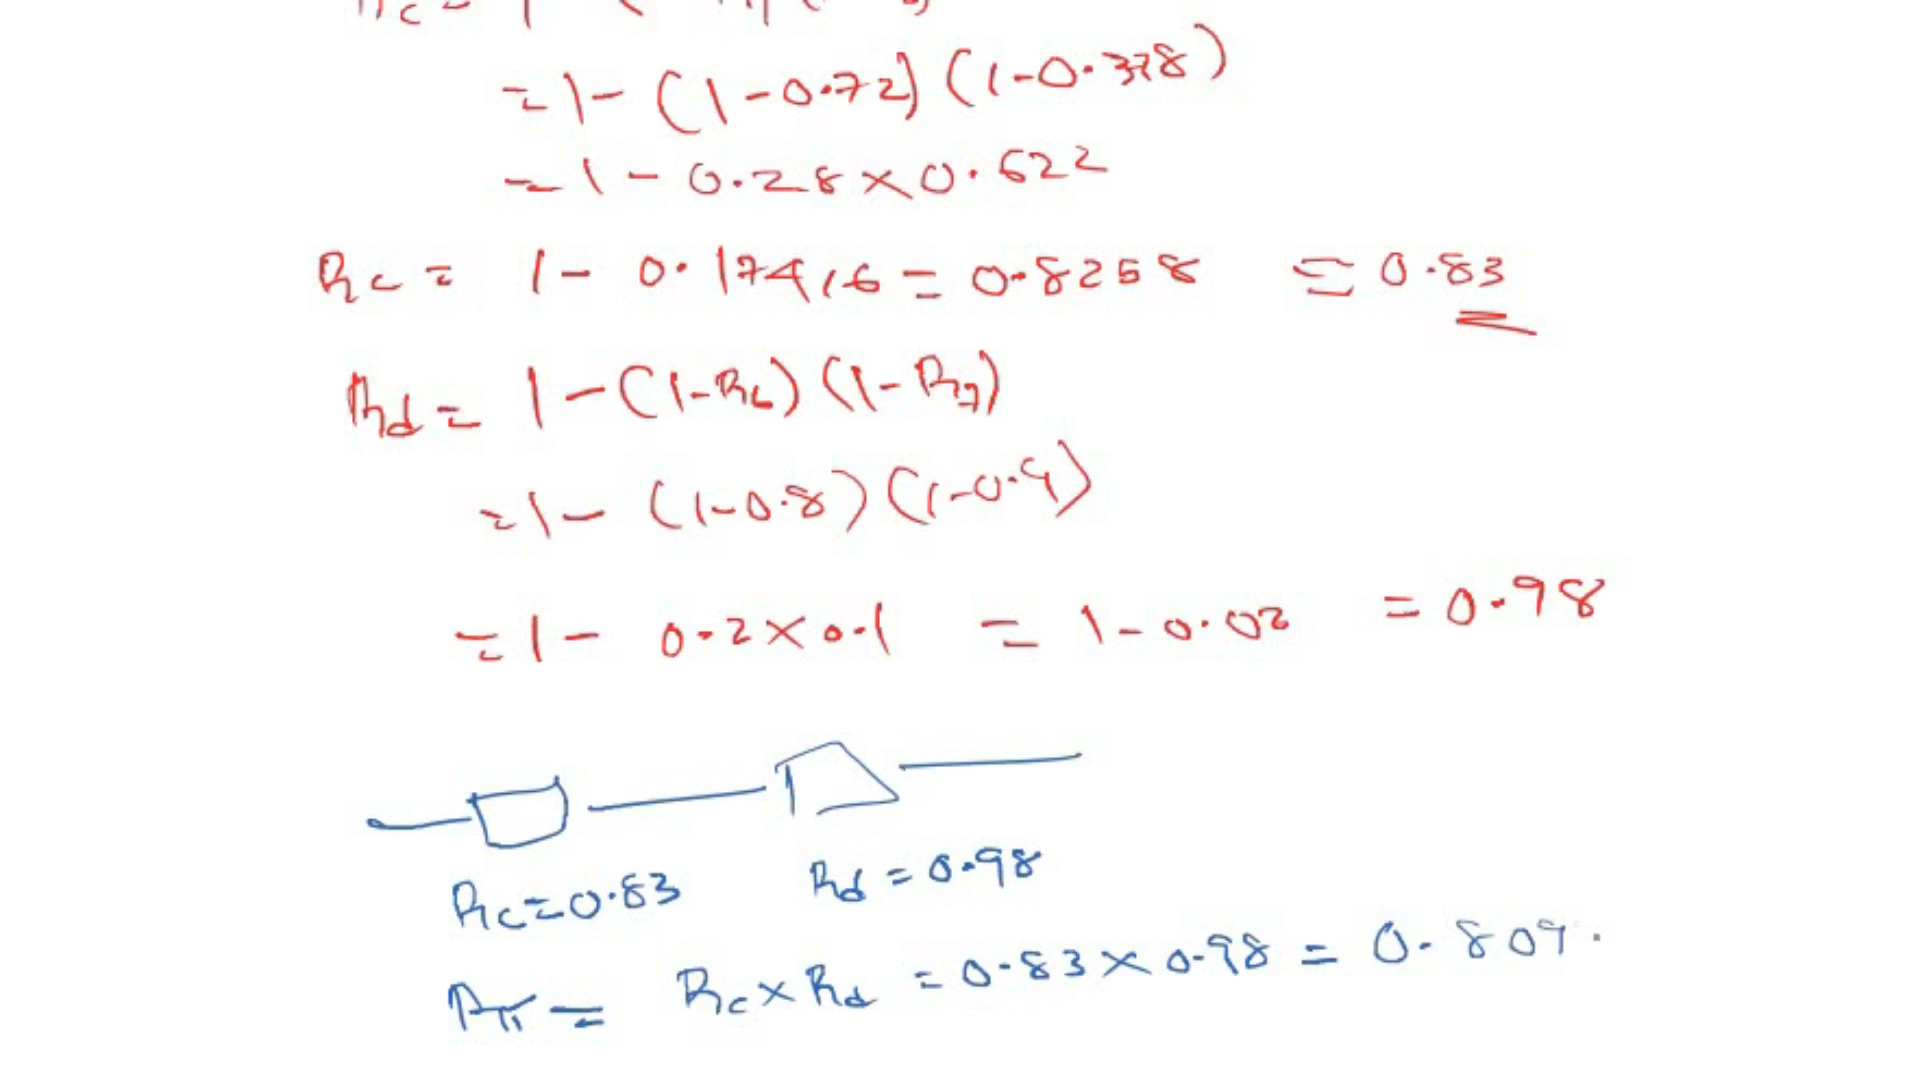 = 1 - (1 - 0.72) (1 - 0.378)
= 1 - 0.28 × 0.622
Rc = 1 - 0.17416 = 0.8258 = 0.83
Rd = 1 - (1 - R6) (1 - R7)
= 1 - (1 - 0.8) (1 - 0.9)
= 1 - 0.2 × 0.1 = 1 - 0.02 = 0.98
Rc = 0.83 Rd = 0.98
= Rc × Rd = 0.83 × 0.98 = 0.809.